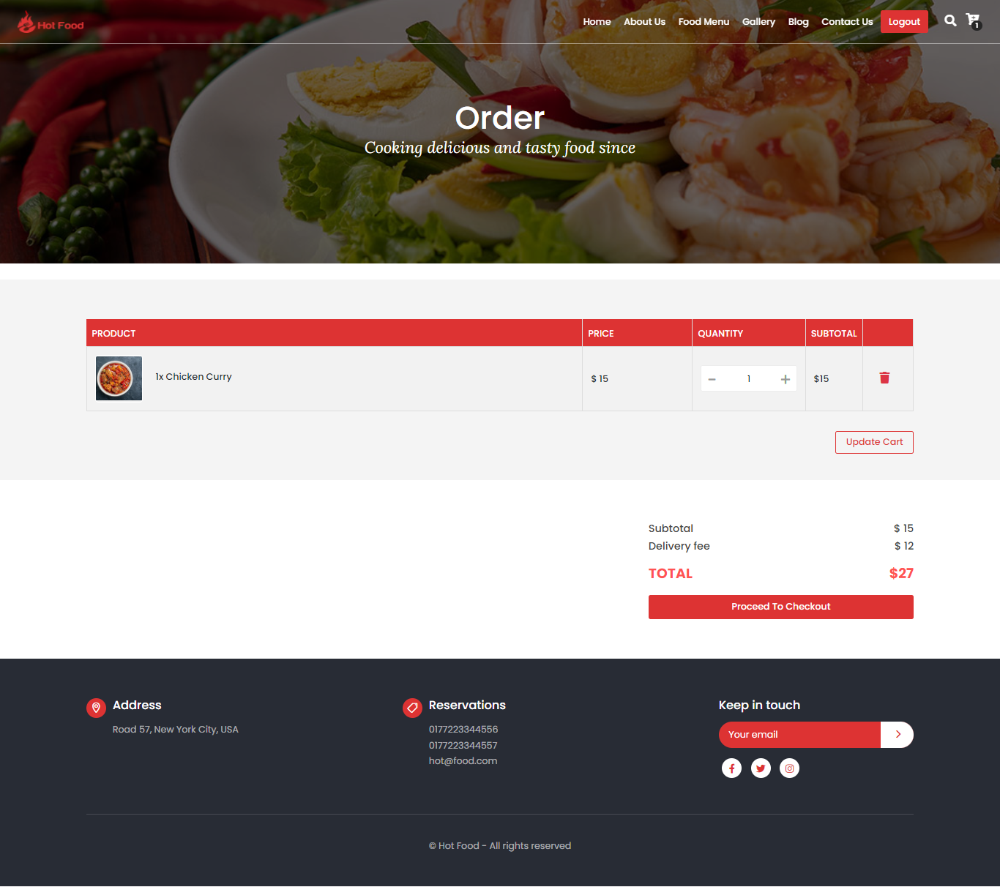 Hot Food
Home About Us Food Menu Gallery Blog Contact Us Logout
1
Order
Cooking delicious and tasty food since
PRODUCT PRICE QUANTITY SUBTOTAL
1x Chicken Curry $ 15 − 1 + $15
Update Cart
Subtotal $ 15
Delivery fee $ 12
TOTAL $27
Proceed To Checkout
Address
Road 57, New York City, USA
Reservations
0177223344556
0177223344557
hot@food.com
Keep in touch
Your email
© Hot Food - All rights reserved